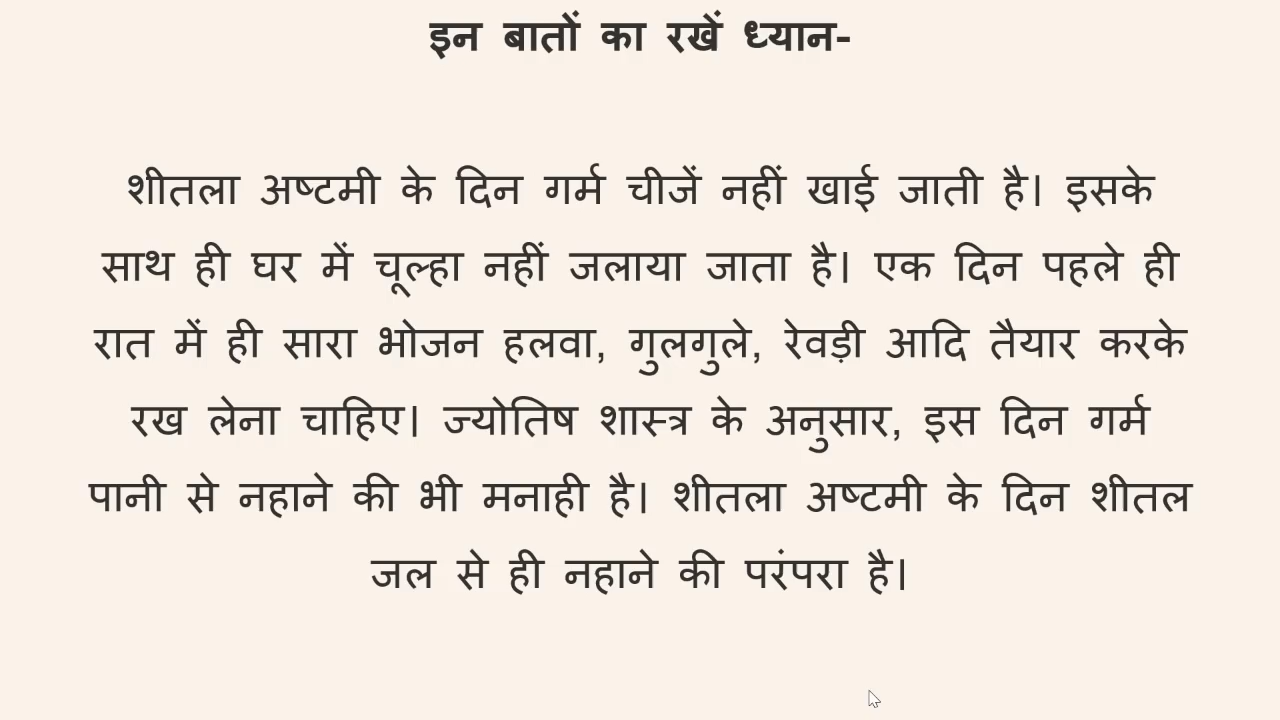 इन बातों का रखें ध्यान-
शीतला अष्टमी के दिन गर्म चीजें नहीं खाई जाती है। इसके
साथ ही घर में चूल्हा नहीं जलाया जाता है। एक दिन पहले ही
रात में ही सारा भोजन हलवा, गुलगुले, रेवड़ी आदि तैयार करके
रख लेना चाहिए। ज्योतिष शास्त्र के अनुसार, इस दिन गर्म
पानी से नहाने की भी मनाही है। शीतला अष्टमी के दिन शीतल
जल से ही नहाने की परंपरा है।